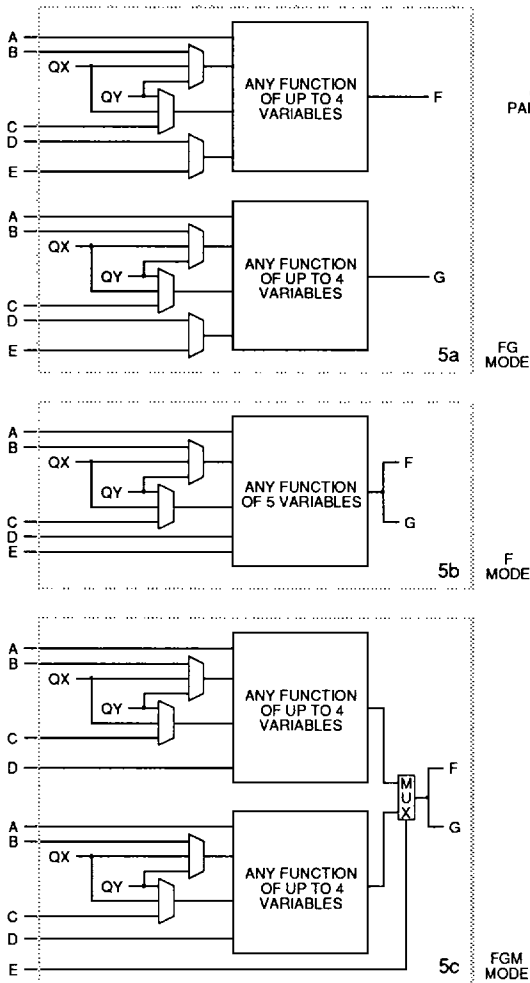 A
B
QX
QY
C
D
E
ANY FUNCTION
OF UP TO 4
VARIABLES
F
A
B
QX
QY
C
D
E
ANY FUNCTION
OF UP TO 4
VARIABLES
G
5a
FG
MODE
A
B
QX
QY
C
D
E
ANY FUNCTION
OF 5 VARIABLES
F
G
5b
F
MODE
A
B
QX
QY
C
D
ANY FUNCTION
OF UP TO 4
VARIABLES
MUX
F
G
A
B
QX
QY
C
D
E
ANY FUNCTION
OF UP TO 4
VARIABLES
5c
FGM
MODE